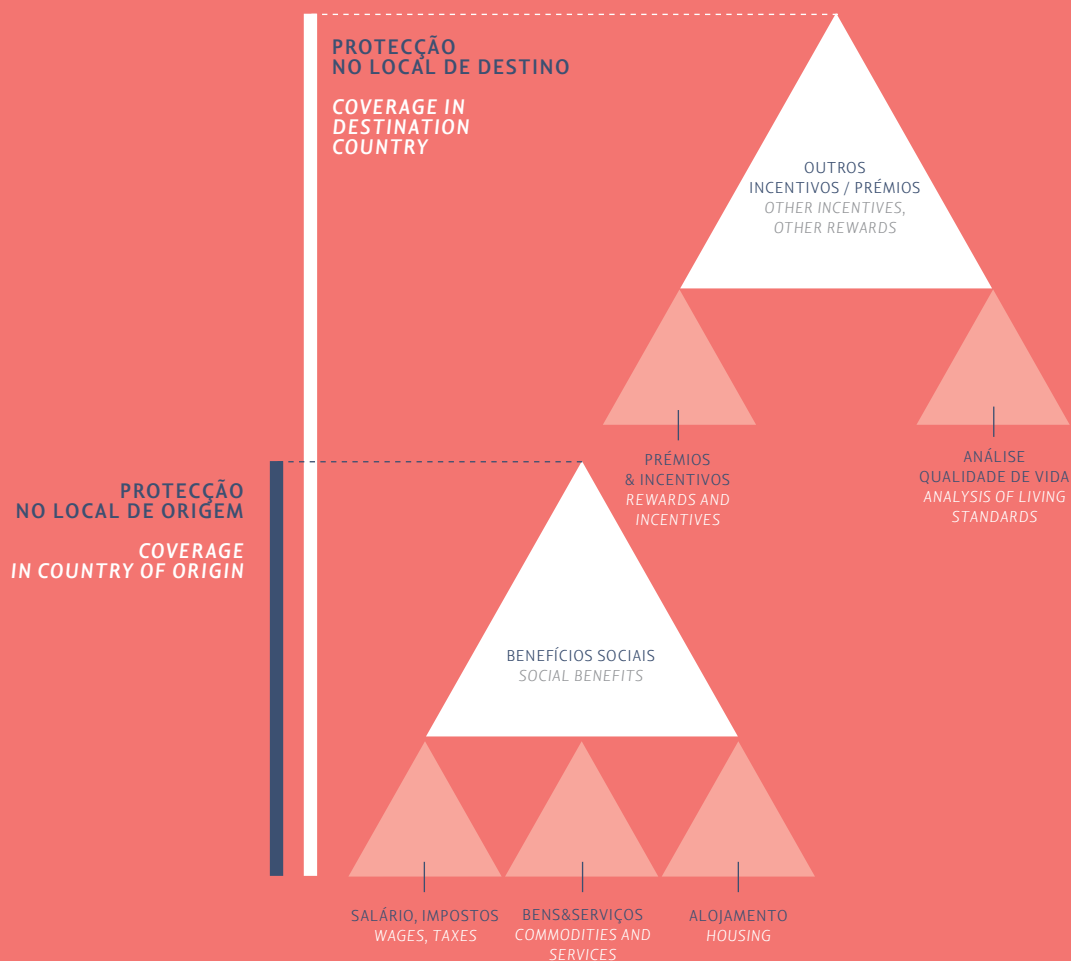 PROTECÇÃO
NO LOCAL DE DESTINO
COVERAGE IN
DESTINATION
COUNTRY
OUTROS
INCENTIVOS / PRÉMIOS
OTHER INCENTIVES,
OTHER REWARDS
PRÉMIOS
& INCENTIVOS
REWARDS AND
INCENTIVES
ANÁLISE
QUALIDADE DE VIDA
ANALYSIS OF LIVING
STANDARDS
PROTECÇÃO
NO LOCAL DE ORIGEM
COVERAGE
IN COUNTRY OF ORIGIN
BENEFÍCIOS SOCIAIS
SOCIAL BENEFITS
SALÁRIO, IMPOSTOS
WAGES, TAXES
BENS&SERVIÇOS
COMMODITIES AND
SERVICES
ALOJAMENTO
HOUSING